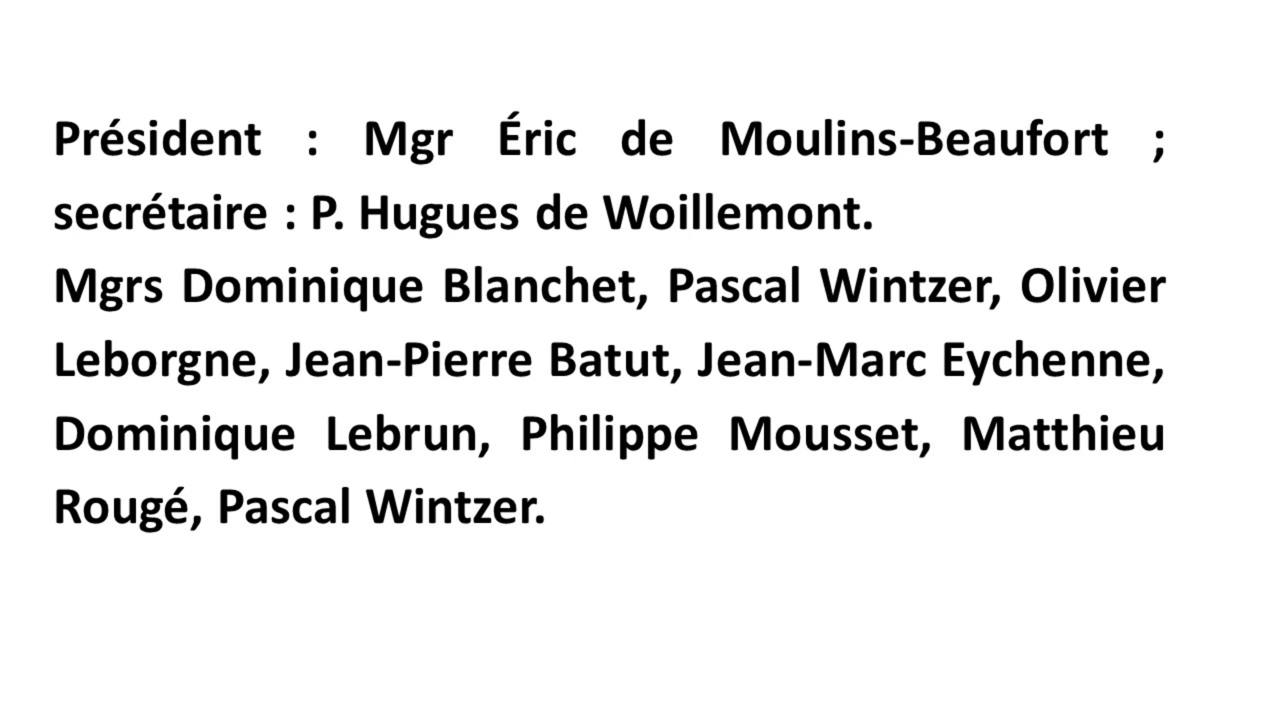 Président : Mgr Éric de Moulins-Beaufort ;
secrétaire : P. Hugues de Woillemont.
Mgrs Dominique Blanchet, Pascal Wintzer, Olivier
Leborgne, Jean-Pierre Batut, Jean-Marc Eychenne,
Dominique Lebrun, Philippe Mousset, Matthieu
Rougé, Pascal Wintzer.